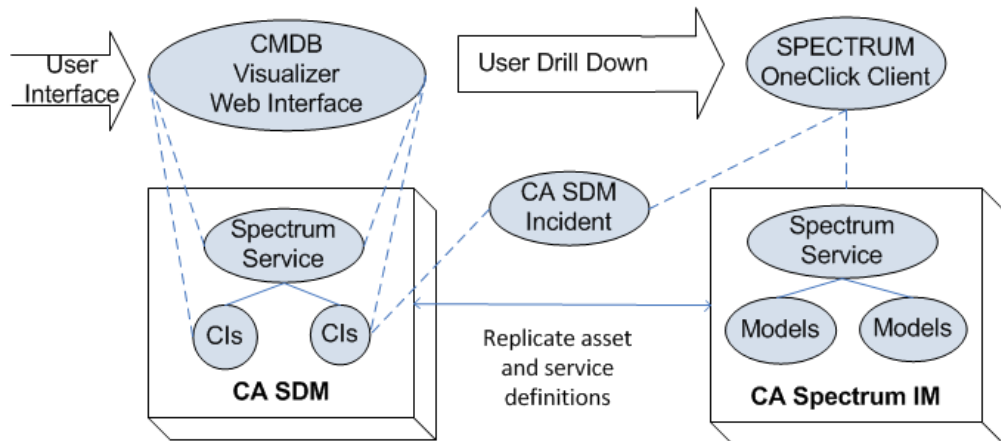 User
Interface
CMDB
Visualizer
Web Interface
User Drill Down
SPECTRUM
OneClick Client
CA SDM
Incident
Spectrum
Service
CIs
CIs
CA SDM
Replicate asset
and service
definitions
Spectrum
Service
Models
Models
CA Spectrum IM